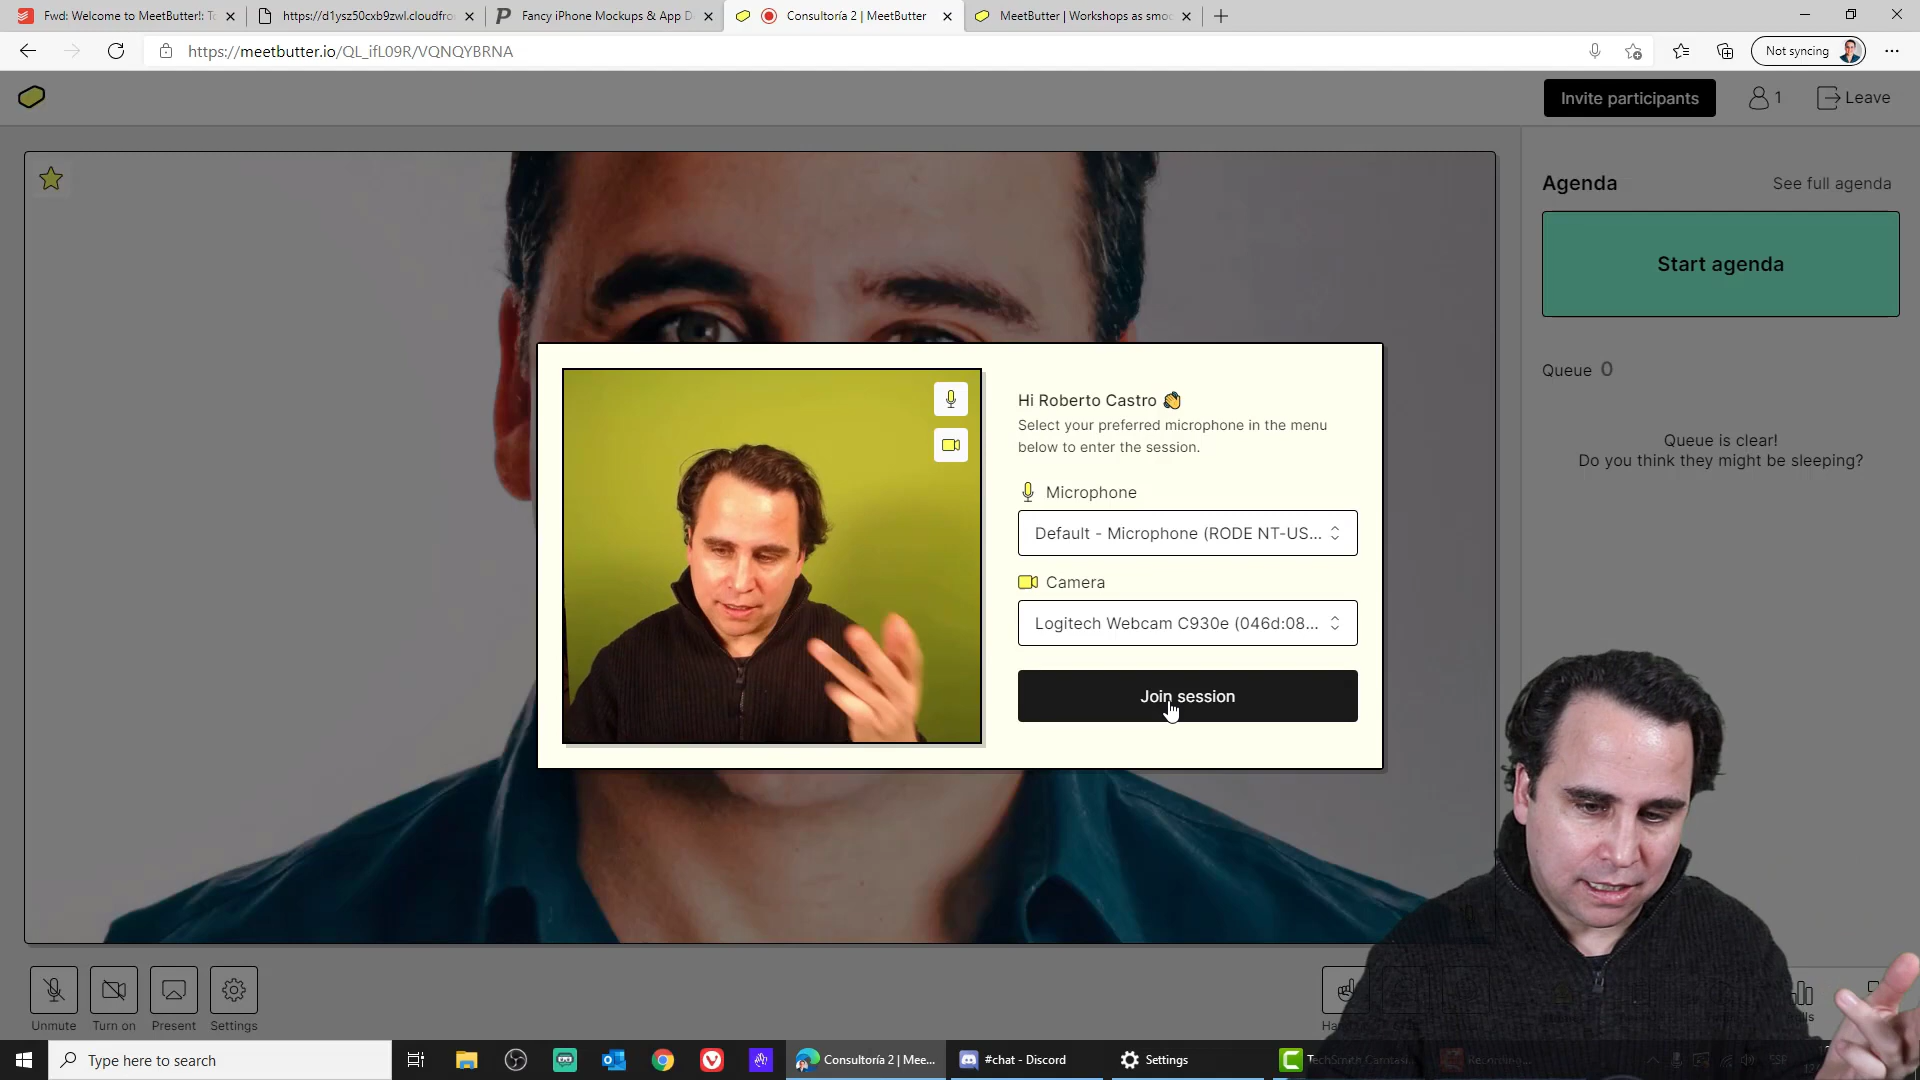 Fwd: Welcome to MeetButter!: To
https://d1ysz50cxb9zwl.cloudfro
Fancy iPhone Mockups & App D
Consultoría 2 | MeetButter
MeetButter | Workshops as smoo
https://meetbutter.io/QL_ifL09R/VQNQYBRNA
Not syncing
Invite participants
1
Leave
Agenda
See full agenda
Start agenda
Queue 0
Queue is clear!
Do you think they might be sleeping?
Hi Roberto Castro 👋
Select your preferred microphone in the menu
below to enter the session.
Microphone
Default - Microphone (RODE NT-US...
Camera
Logitech Webcam C930e (046d:08...
Join session
Unmute
Turn on
Present
Settings
Type here to search
Consultoría 2 | Mee...
#chat - Discord
Settings
Recording...
ESP